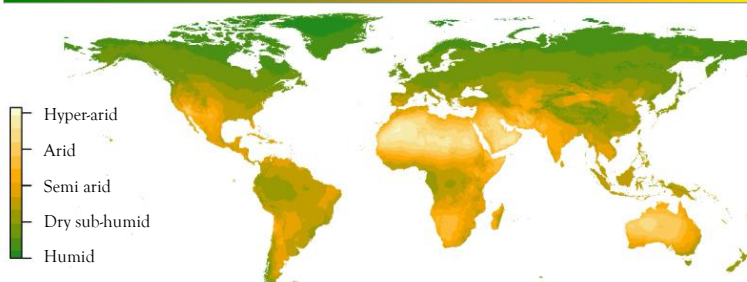 Hyper-arid
Arid
Semi arid
Dry sub-humid
Humid